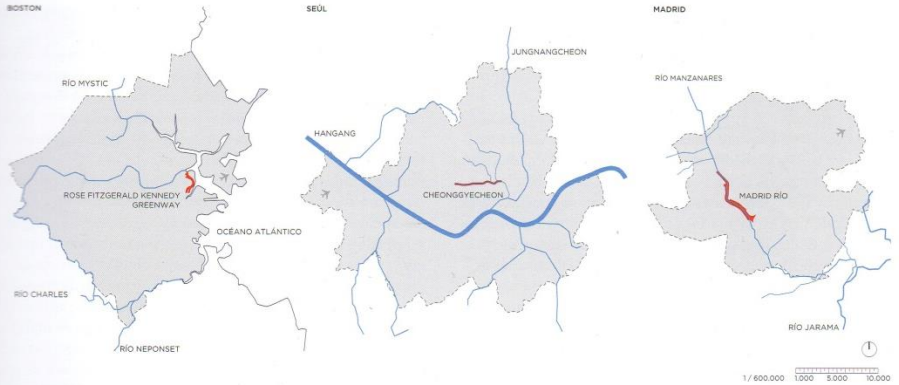 BOSTON
RÍO MYSTIC
ROSE FITZGERALD KENNEDY
GREENWAY
OCÉANO ATLÁNTICO
RÍO CHARLES
RÍO NEPONSET
SEÚL
JUNGNANGCHEON
HANGANG
CHEONGGYECHEON
MADRID
RÍO MANZANARES
MADRID RÍO
RÍO JARAMA
1 / 600.000 1.000 5.000 10.000